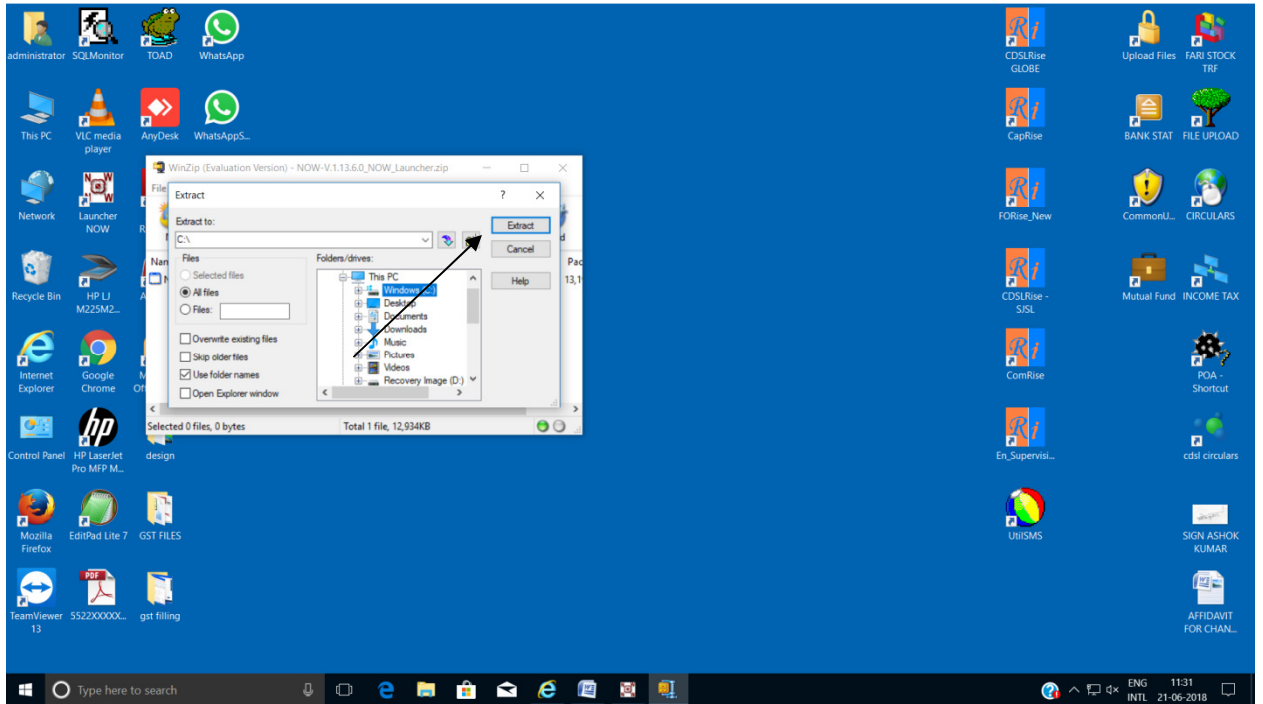 administrator
SQLMonitor
TOAD
WhatsApp
CDSLRise
GLOBE
Upload Files
FARI STOCK
TRF
This PC
VLC media
player
AnyDesk
WhatsAppS...
CapRise
BANK STAT
FILE UPLOAD
Network
Launcher
NOW
FORise_New
CommonU...
CIRCULARS
Recycle Bin
HP LJ
M225M2...
CDSLRise -
SJSL
Mutual Fund
INCOME TAX
Internet
Explorer
Google
Chrome
ComRise
POA -
Shortcut
Control Panel
HP LaserJet
Pro MFP M...
design
En_Supervisi...
cdsl circulars
Mozilla
Firefox
EditPad Lite 7
GST FILES
UtilSMS
SIGN ASHOK
KUMAR
TeamViewer
13
PDF
5522XXXXX...
gst filling
AFFIDAVIT
FOR CHAN...
WinZip (Evaluation Version) - NOW-V.1.13.6.0_NOW_Launcher.zip
File
Extract
Extract to:
C:\
Extract
Cancel
Help
Files
Selected files
All files
Files:
Overwrite existing files
Skip older files
Use folder names
Open Explorer window
Folders/drives:
This PC
Windows (C:)
Desktop
Documents
Downloads
Music
Pictures
Videos
Recovery Image (D:)
Nan
Pac
13,1
Selected 0 files, 0 bytes
Total 1 file, 12,934KB
Type here to search
ENG
INTL
11:31
21-06-2018